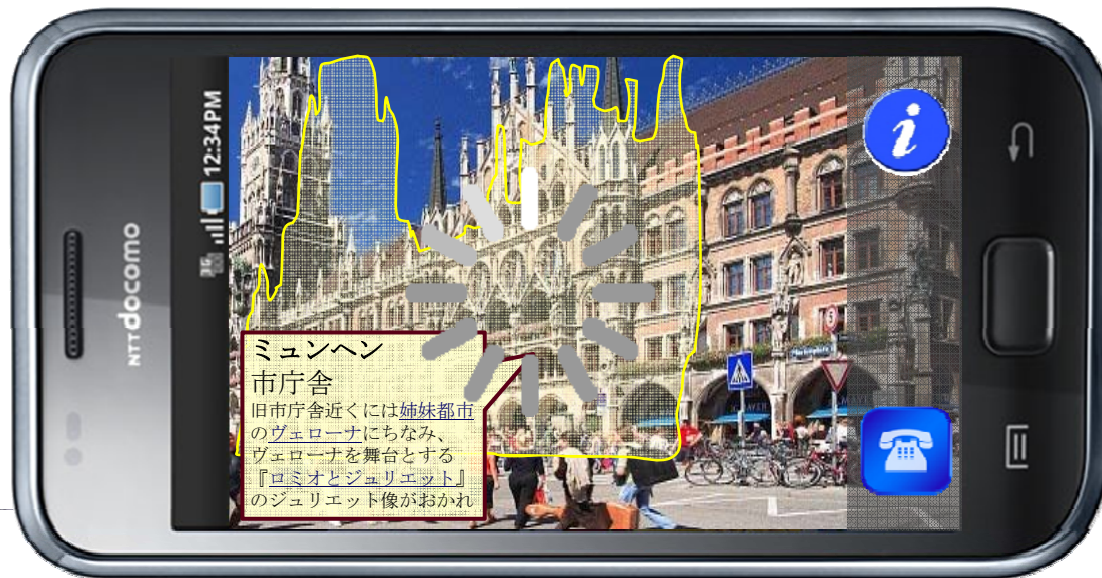 NTT docomo
12:34PM
ミュンヘン
市庁舎
旧市庁舎近くには姉妹都市
のヴェローナにちなみ、
ヴェローナを舞台とする
『ロミオとジュリエット』
のジュリエット像がおかれ
i